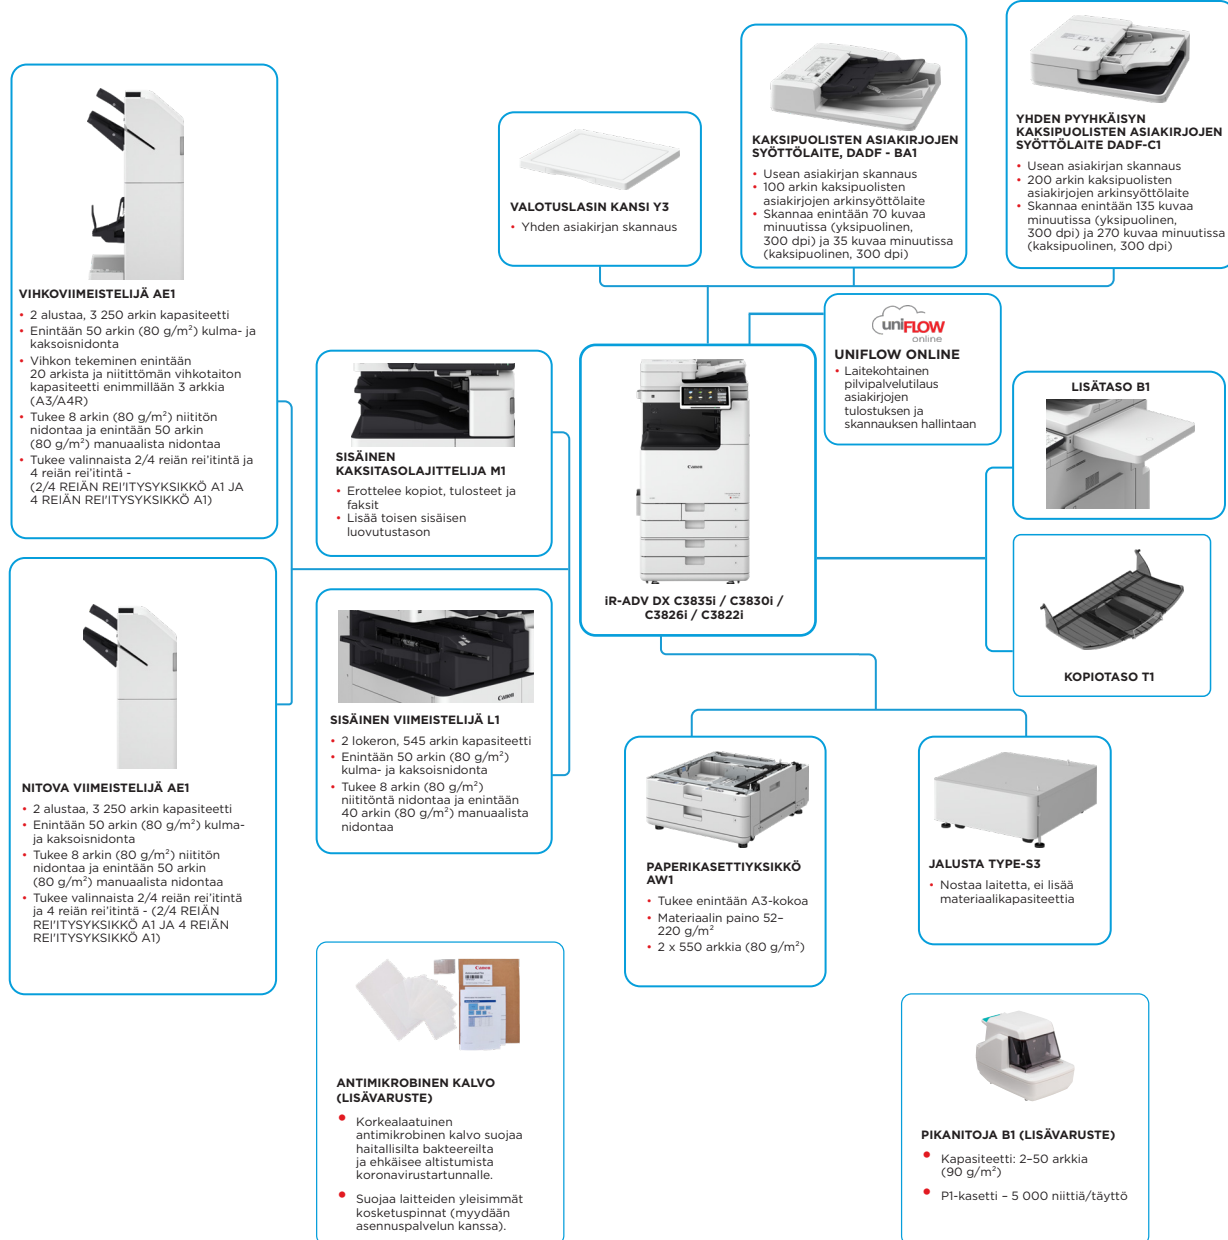 VIHKOVIIMEISTELIJÄ AE1
• 2 alustaa, 3 250 arkin kapasiteetti
• Enintään 50 arkin (80 g/m²) kulma- ja
kaksoisnidonta
• Vihkon tekeminen enintään
20 arkista ja niitittömän vihkotaiton
kapasiteetti enimmillään 3 arkkia
(A3/A4R)
• Tukee 8 arkin (80 g/m²) niititön
nidontaa ja enintään 50 arkin
(80 g/m²) manuaalista nidontaa
• Tukee valinnaista 2/4 reiän rei'itintä ja
4 reiän rei'itintä -
(2/4 REIÄN REI'ITYSYKSIKKÖ A1 JA
4 REIÄN REI'ITYSYKSIKKÖ A1)
NITOVA VIIMEISTELIJÄ AE1
• 2 alustaa, 3 250 arkin kapasiteetti
• Enintään 50 arkin (80 g/m²) kulma-
ja kaksoisnidonta
• Tukee 8 arkin (80 g/m²) niititön
nidontaa ja enintään 50 arkin
(80 g/m²) manuaalista nidontaa
• Tukee valinnaista 2/4 reiän rei'itintä
ja 4 reiän rei'itintä - (2/4 REIÄN
REI'ITYSYKSIKKÖ A1 JA 4 REIÄN
REI'ITYSYKSIKKÖ A1)
SISÄINEN
KAKSITASOLAJITTELIJA M1
• Erottelee kopiot, tulosteet ja
faksit
• Lisää toisen sisäisen
luovutustason
Canon
SISÄINEN VIIMEISTELIJÄ L1
• 2 lokeron, 545 arkin kapasiteetti
• Enintään 50 arkin (80 g/m²)
kulma- ja kaksoisnidonta
• Tukee 8 arkin (80 g/m²)
niititöntä nidontaa ja enintään
40 arkin (80 g/m²) manuaalista
nidontaa
Canon
ANTIMIKROBINEN KALVO
(LISÄVARUSTE)
• Korkealaatuinen
antimikrobinen kalvo suojaa
haitallisilta bakteereilta
ja ehkäisee altistumista
koronavirustartunnalle.
• Suojaa laitteiden yleisimmät
kosketuspinnat (myydään
asennuspalvelun kanssa).
VALOTUSLASIN KANSI Y3
• Yhden asiakirjan skannaus
KAKSIPUOLISTEN ASIAKIRJOJEN
SYÖTTÖLAITE, DADF - BA1
• Usean asiakirjan skannaus
• 100 arkin kaksipuolisten
asiakirjojen arkinsyöttölaite
• Skannaa enintään 70 kuvaa
minuutissa (yksipuolinen,
300 dpi) ja 35 kuvaa minuutissa
(kaksipuolinen, 300 dpi)
YHDEN PYYHKÄISYN
KAKSIPUOLISTEN ASIAKIRJOJEN
SYÖTTÖLAITE DADF-C1
• Usean asiakirjan skannaus
• 200 arkin kaksipuolisten
asiakirjojen arkinsyöttölaite
• Skannaa enintään 135 kuvaa
minuutissa (yksipuolinen,
300 dpi) ja 270 kuvaa minuutissa
(kaksipuolinen, 300 dpi)
Canon
iR-ADV DX C3835i / C3830i /
C3826i / C3822i
uniFLOW
online
UNIFLOW ONLINE
• Laitekohtainen
pilvipalvelutilaus
asiakirjojen
tulostuksen ja
skannauksen hallintaan
LISÄTASO B1
KOPIOTASO T1
PAPERIKASETTIYKSIKKÖ
AW1
• Tukee enintään A3-kokoa
• Materiaalin paino 52–
220 g/m²
• 2 x 550 arkkia (80 g/m²)
JALUSTA TYPE-S3
• Nostaa laitetta, ei lisää
materiaalikapasiteettia
PIKANITOJA B1 (LISÄVARUSTE)
• Kapasiteetti: 2–50 arkkia
(90 g/m²)
• P1-kasetti – 5 000 niittiä/täyttö